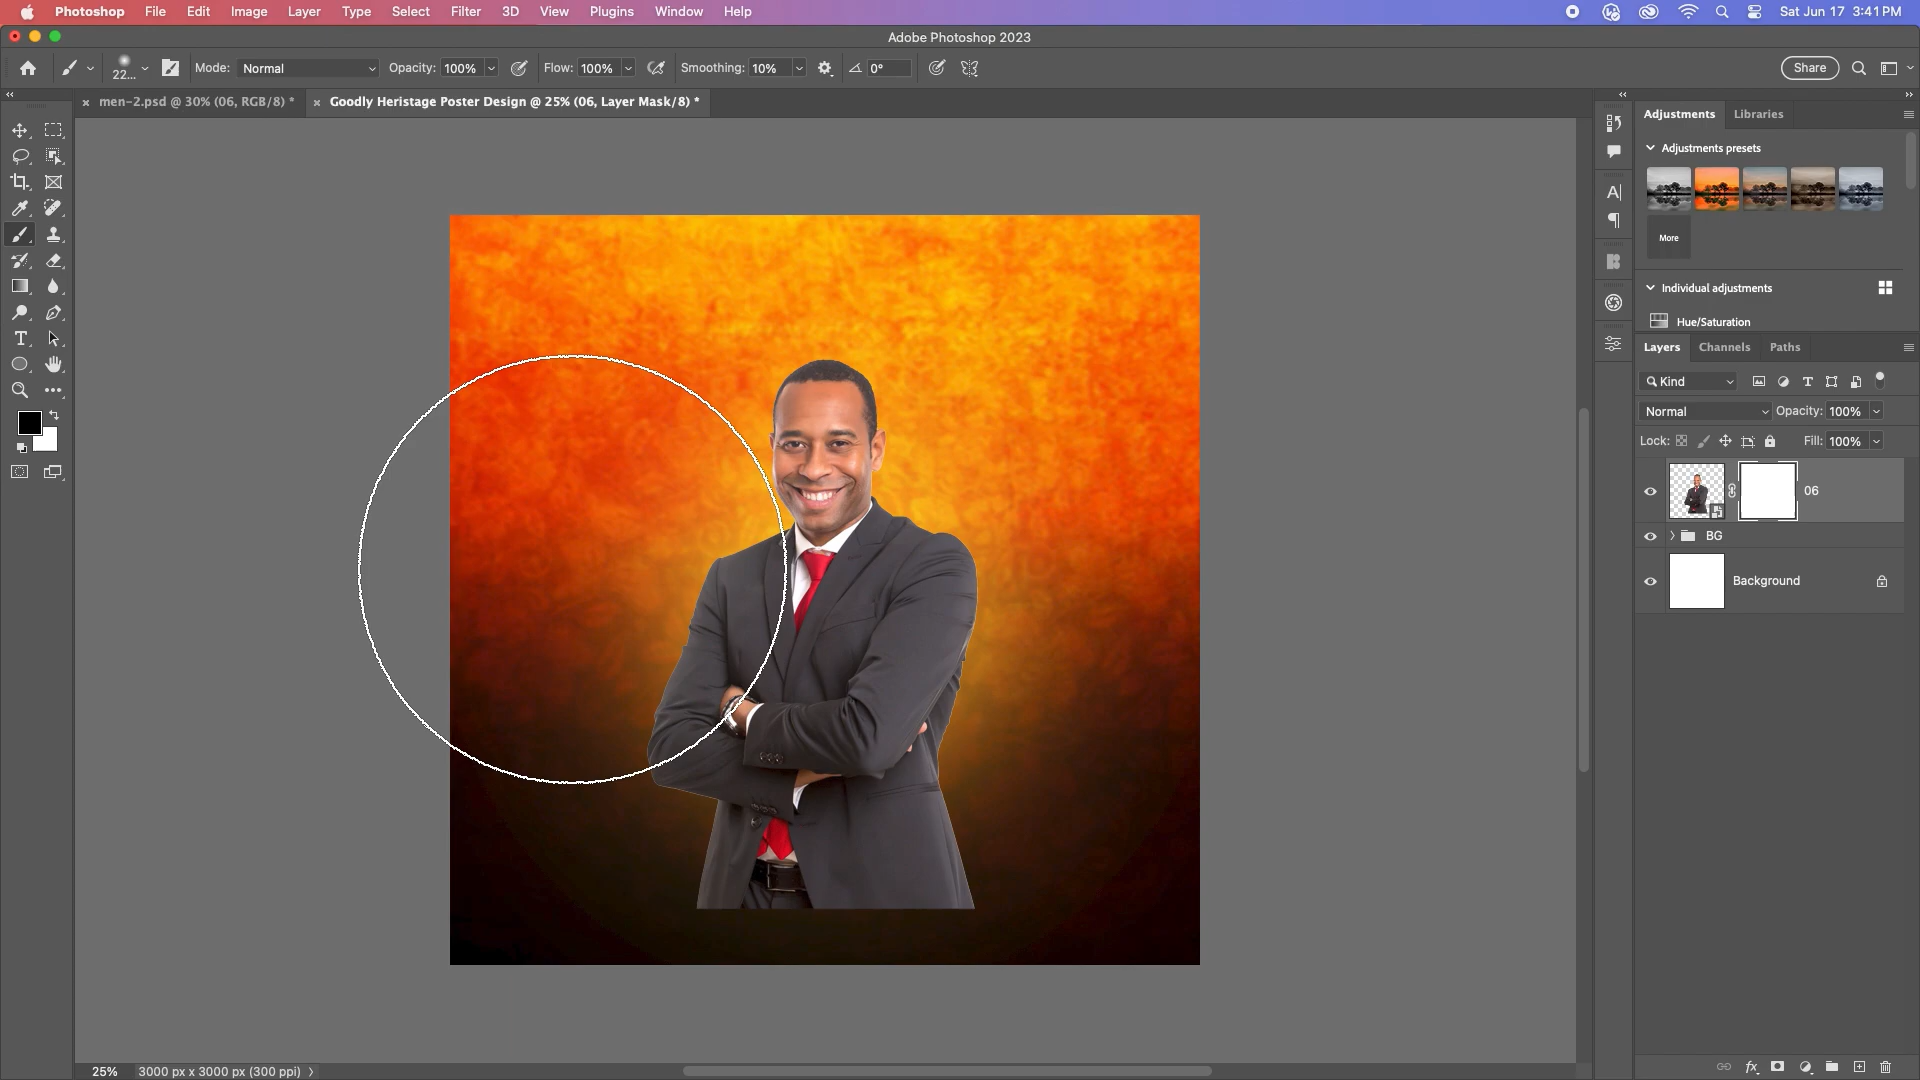 Photoshop File Edit Image Layer Type Select Filter 3D View Plugins Window Help Sat Jun 17 3:41 PM
Adobe Photoshop 2023
22... Mode: Normal Opacity: 100% Flow: 100% Smoothing: 10% 0° Share
men-2.psd @ 30% (06, RGB/8) * Goodly Heristage Poster Design @ 25% (06, Layer Mask/8) *
Adjustments Libraries
Adjustments presets
More
Individual adjustments
Hue/Saturation
Layers Channels Paths
Kind
Normal Opacity: 100%
Lock: Fill: 100%
06
BG
Background
25% 3000 px x 3000 px (300 ppi)